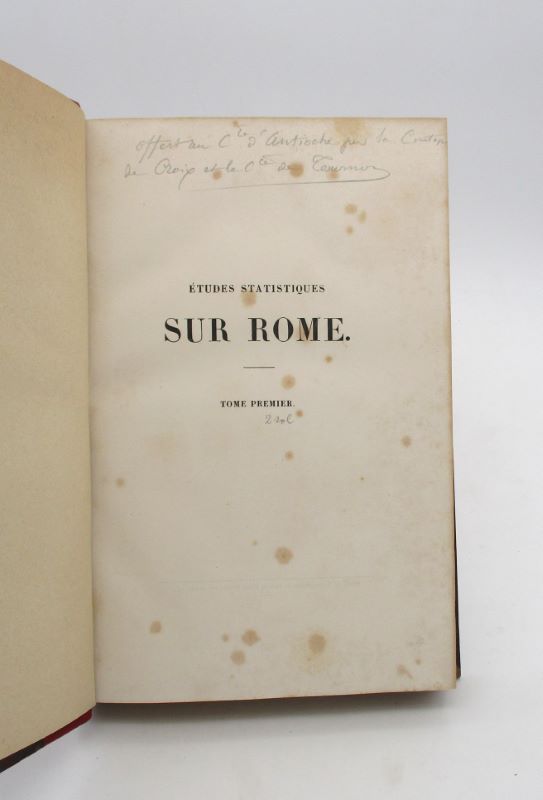 offert au Cte d'Antioche par la Comtesse
de Croix et le Cte de Tournon
ÉTUDES STATISTIQUES
SUR ROME.
TOME PREMIER.
2 vol